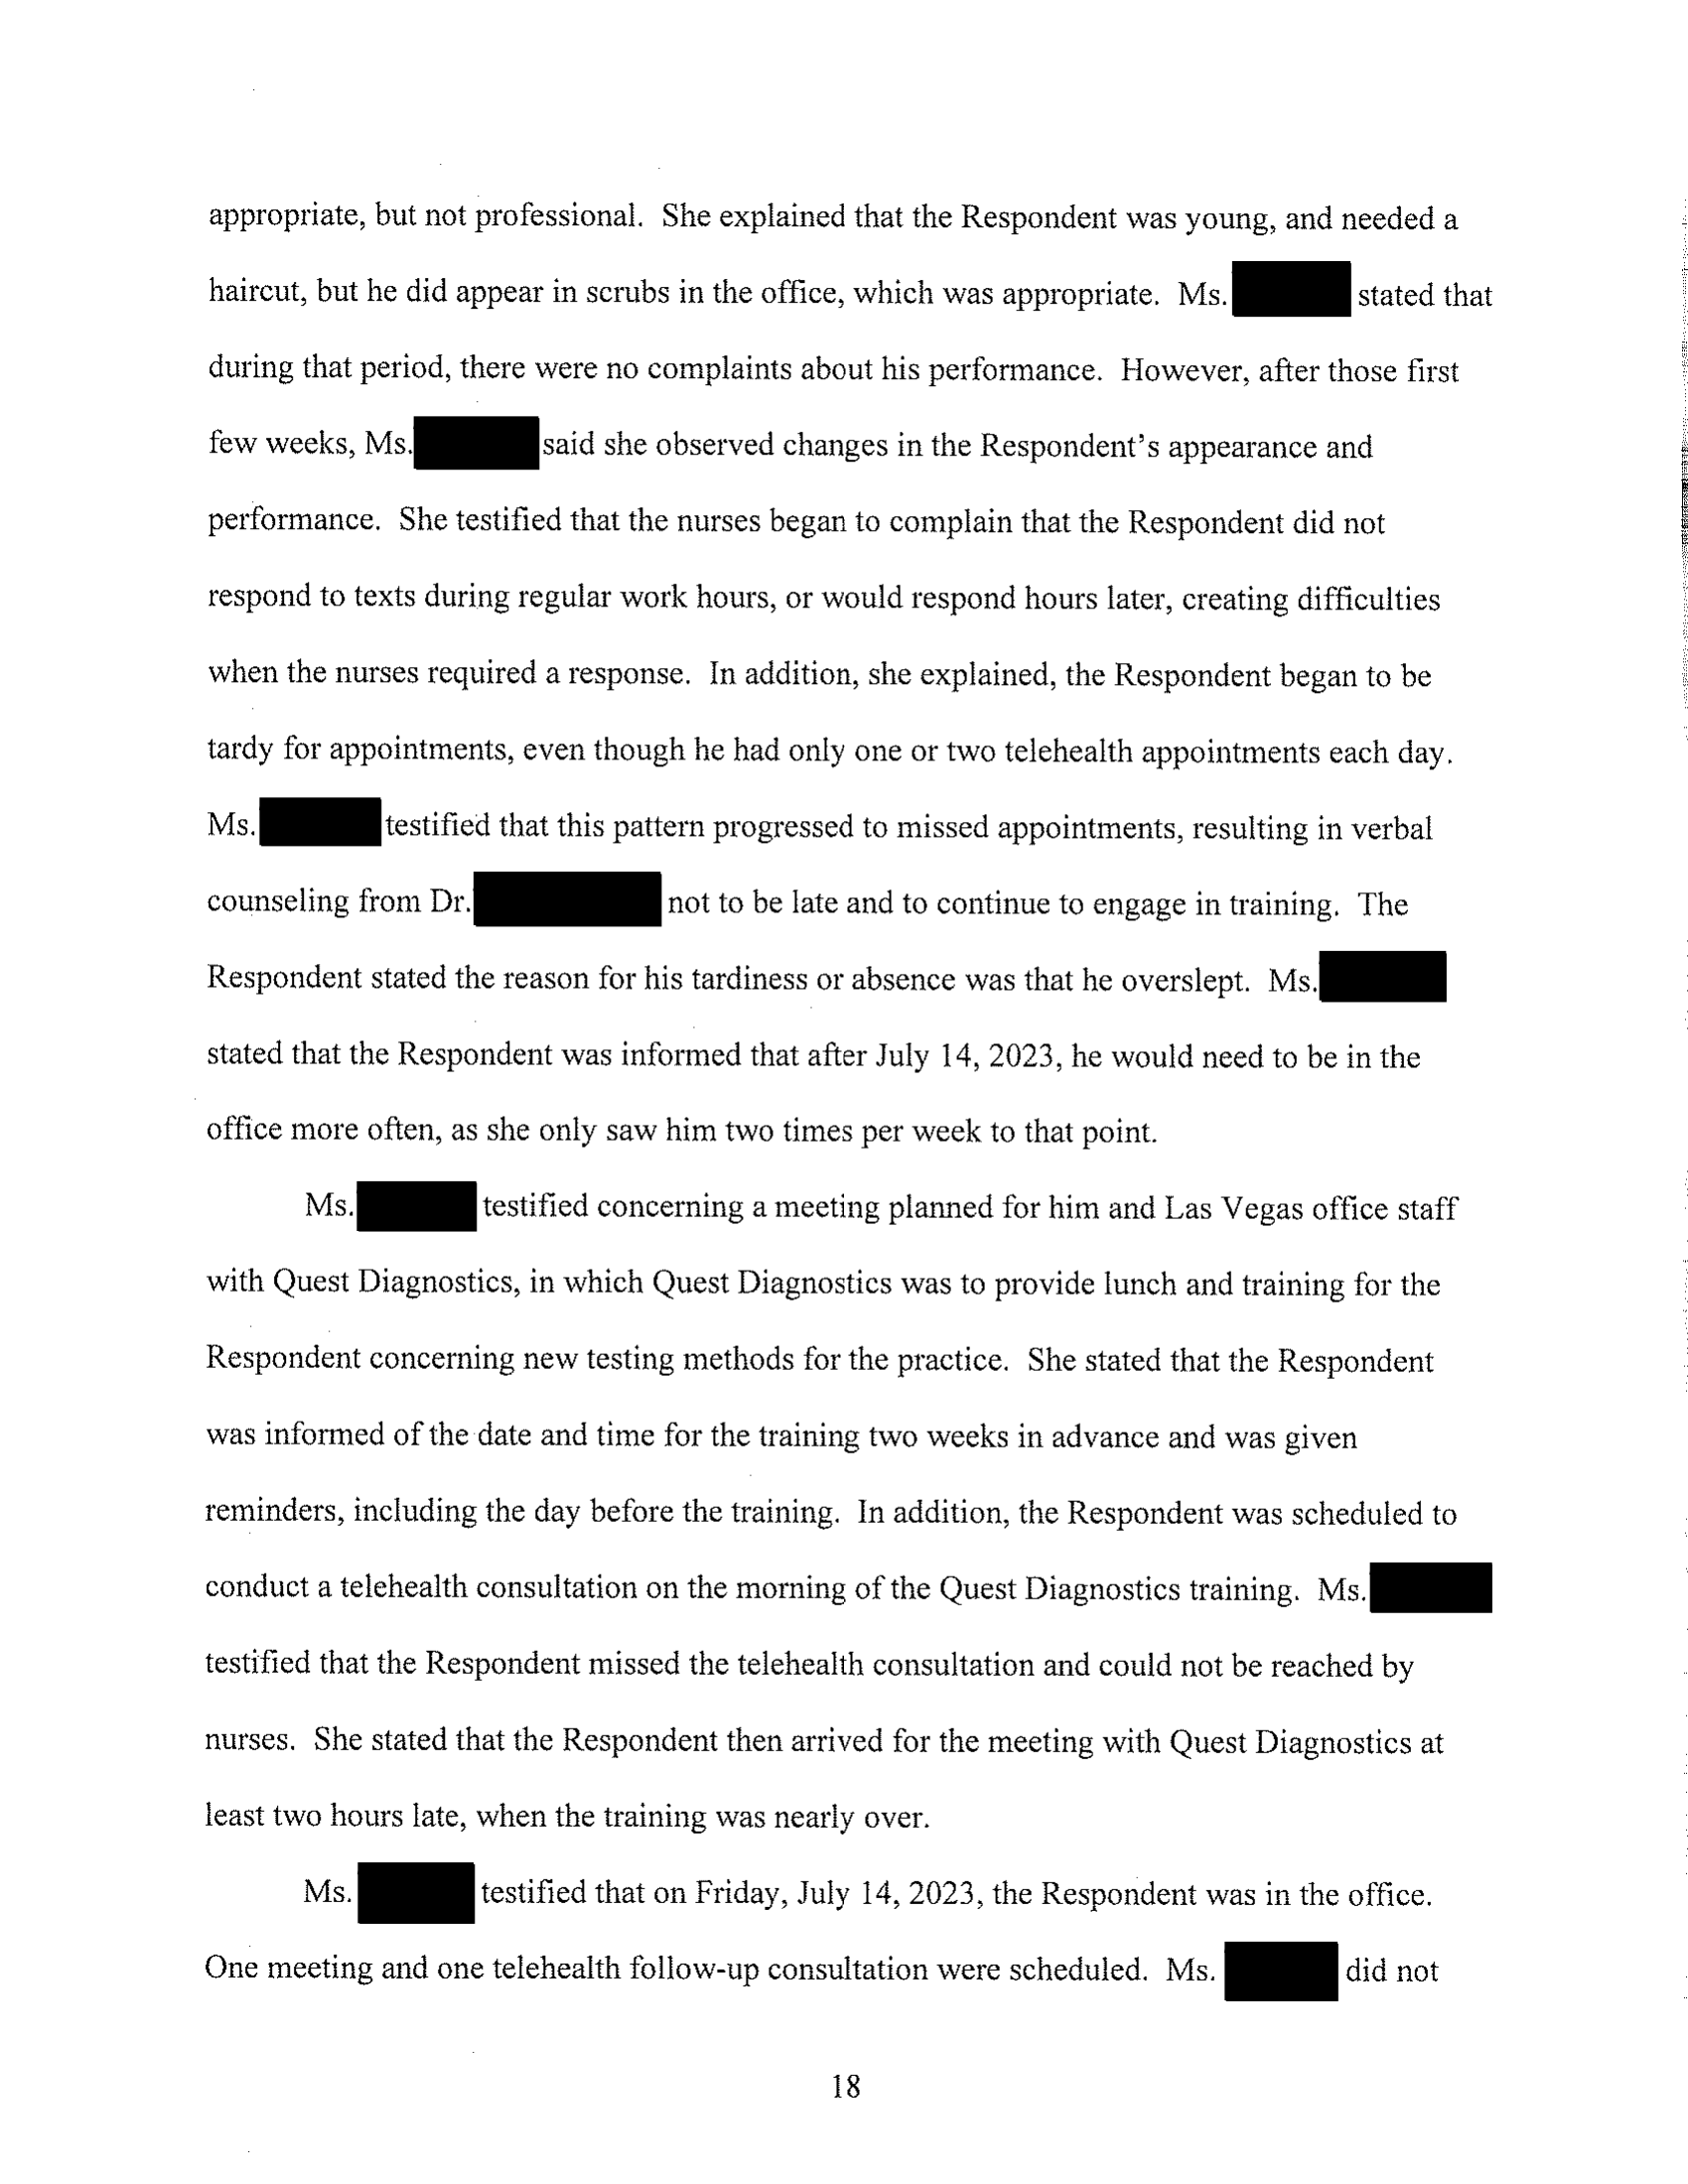 appropriate, but not professional. She explained that the Respondent was young, and needed a
haircut, but he did appear in scrubs in the office, which was appropriate. Ms. stated that
during that period, there were no complaints about his performance. However, after those first
few weeks, Ms. said she observed changes in the Respondent's appearance and
performance. She testified that the nurses began to complain that the Respondent did not
respond to texts during regular work hours, or would respond hours later, creating difficulties
when the nurses required a response. In addition, she explained, the Respondent began to be
tardy for appointments, even though he had only one or two telehealth appointments each day.
Ms. testified that this pattern progressed to missed appointments, resulting in verbal
counseling from Dr. not to be late and to continue to engage in training. The
Respondent stated the reason for his tardiness or absence was that he overslept. Ms.
stated that the Respondent was informed that after July 14, 2023, he would need to be in the
office more often, as she only saw him two times per week to that point.
Ms. testified concerning a meeting planned for him and Las Vegas office staff
with Quest Diagnostics, in which Quest Diagnostics was to provide lunch and training for the
Respondent concerning new testing methods for the practice. She stated that the Respondent
was informed of the date and time for the training two weeks in advance and was given
reminders, including the day before the training. In addition, the Respondent was scheduled to
conduct a telehealth consultation on the morning of the Quest Diagnostics training. Ms.
testified that the Respondent missed the telehealth consultation and could not be reached by
nurses. She stated that the Respondent then arrived for the meeting with Quest Diagnostics at
least two hours late, when the training was nearly over.
Ms. testified that on Friday, July 14, 2023, the Respondent was in the office.
One meeting and one telehealth follow-up consultation were scheduled. Ms. did not
18